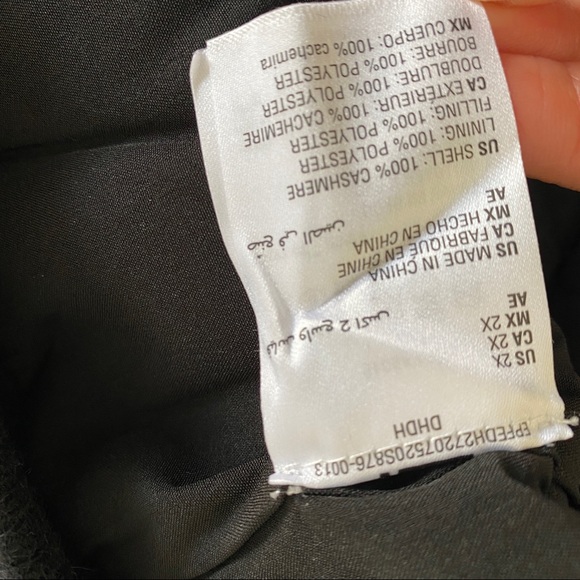 EPFEDH272207520S876-0013
DHDH
US 2X
CA 2X
MX 2X
AE
US MADE IN CHINA
CA FABRIQUÉ EN CHINE
MX HECHO EN CHINA
AE
صنع في الصين
US SHELL: 100% CASHMERE
LINING: 100% POLYESTER
FILLING: 100% POLYESTER
CA EXTÉRIEUR: 100% CACHEMIRE
DOUBLURE: 100% POLYESTER
BOURRE: 100% POLYESTER
MX CUERPO: 100% cachemira